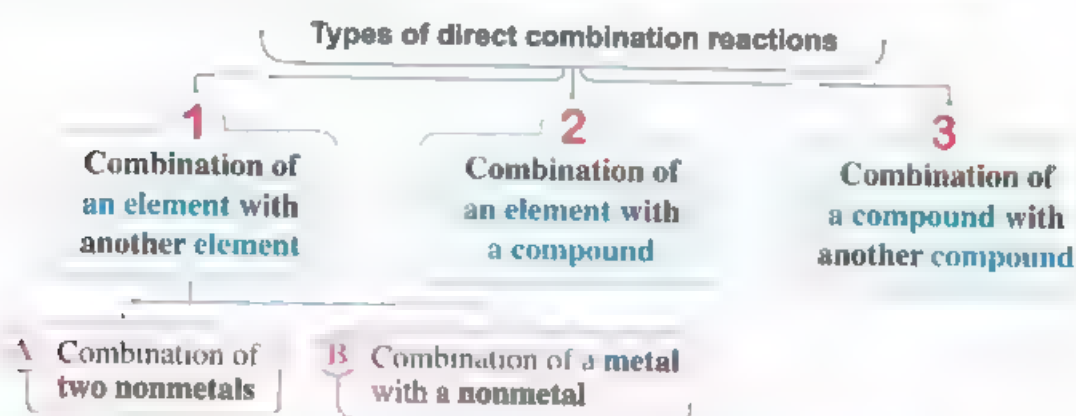 Types of direct combination reactions
1
Combination of
an element with
another element
2
Combination of
an element with
a compound
3
Combination of
a compound with
another compound
A Combination of
two nonmetals
B Combination of a metal
with a nonmetal